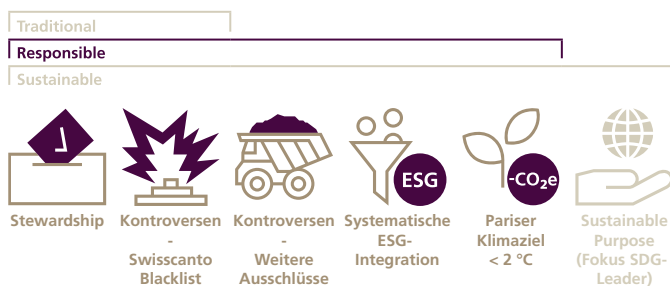 Traditional
Responsible
Sustainable
ESG
-CO₂e
Stewardship
Kontroversen
-
Swisscanto
Blacklist
Kontroversen
-
Weitere
Ausschlüsse
Systematische
ESG-
Integration
Pariser
Klimaziel
< 2 °C
Sustainable
Purpose
(Fokus SDG-
Leader)